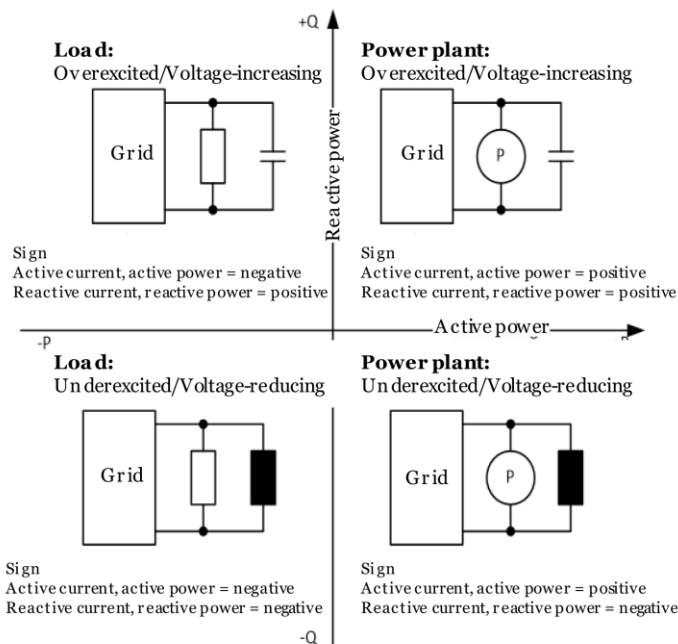 +Q
Load:
Overexcited/Voltage-increasing
Grid
Sign
Active current, active power = negative
Reactive current, reactive power = positive
Power plant:
Overexcited/Voltage-increasing
Grid
P
Sign
Active current, active power = positive
Reactive current, reactive power = positive
Reactive power
-P
Active power
Load:
Underexcited/Voltage-reducing
Grid
Sign
Active current, active power = negative
Reactive current, reactive power = negative
Power plant:
Underexcited/Voltage-reducing
Grid
P
Sign
Active current, active power = positive
Reactive current, reactive power = negative
-Q